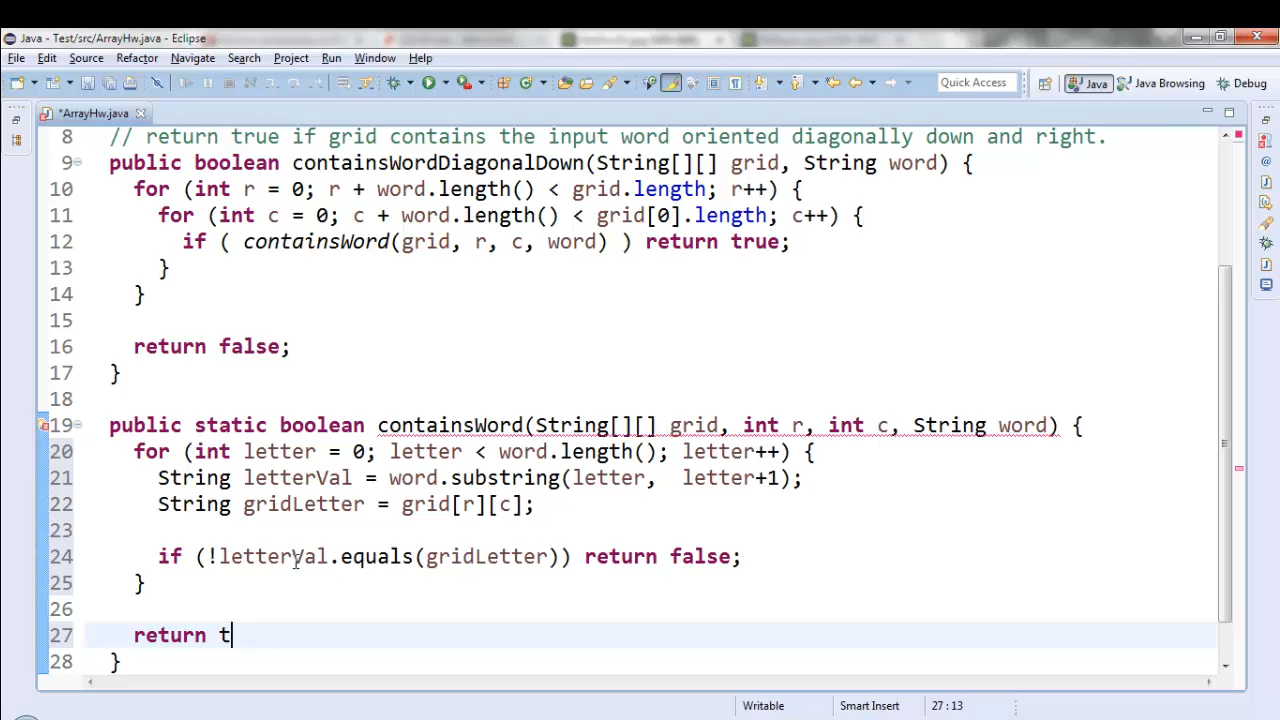 Java - Test/src/ArrayHw.java - Eclipse
File Edit Source Refactor Navigate Search Project Run Window Help
Quick Access Java Java Browsing Debug
*ArrayHw.java
8 // return true if grid contains the input word oriented diagonally down and right.
9 public boolean containsWordDiagonalDown(String[][] grid, String word) {
10 for (int r = 0; r + word.length() < grid.length; r++) {
11 for (int c = 0; c + word.length() < grid[0].length; c++) {
12 if ( containsWord(grid, r, c, word) ) return true;
13 }
14 }
15
16 return false;
17 }
18
19 public static boolean containsWord(String[][] grid, int r, int c, String word) {
20 for (int letter = 0; letter < word.length(); letter++) {
21 String letterVal = word.substring(letter, letter+1);
22 String gridLetter = grid[r][c];
23
24 if (!letterVal.equals(gridLetter)) return false;
25 }
26
27 return t
28 }
Writable Smart Insert 27 : 13